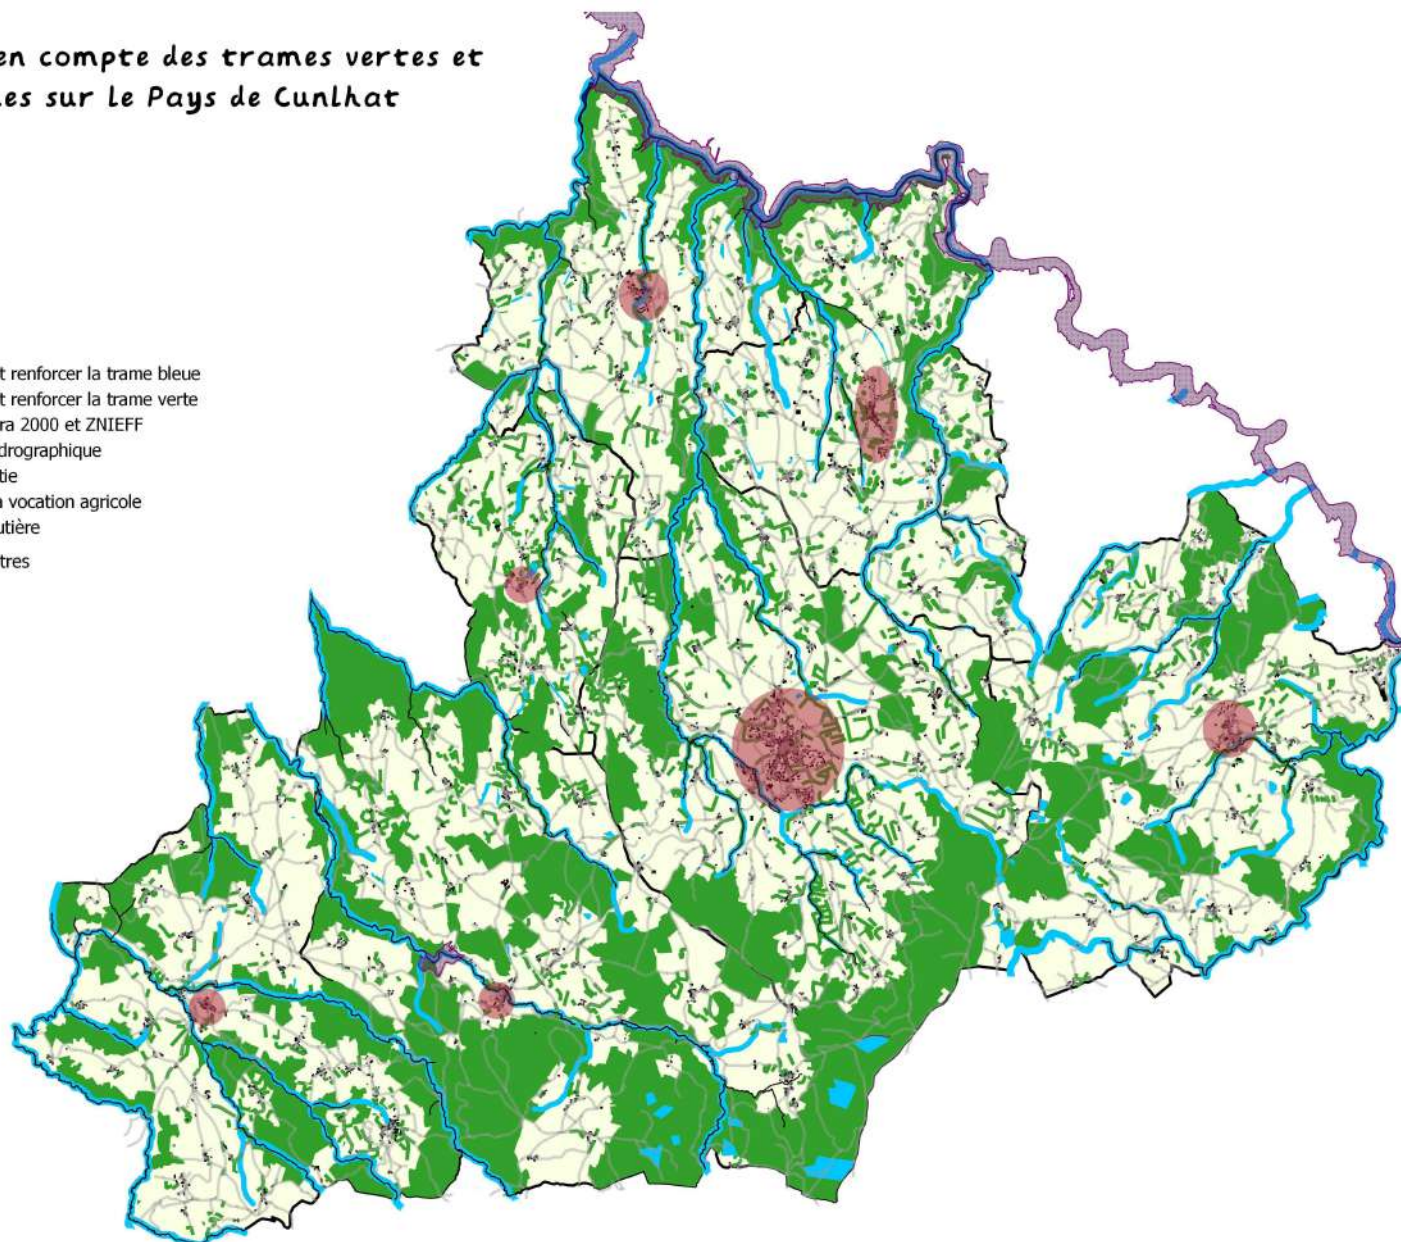 en compte des trames vertes et
es sur le Pays de Cunlhat
t renforcer la trame bleue
t renforcer la trame verte
ra 2000 et ZNIEFF
drographique
tie
à vocation agricole
utière
tres